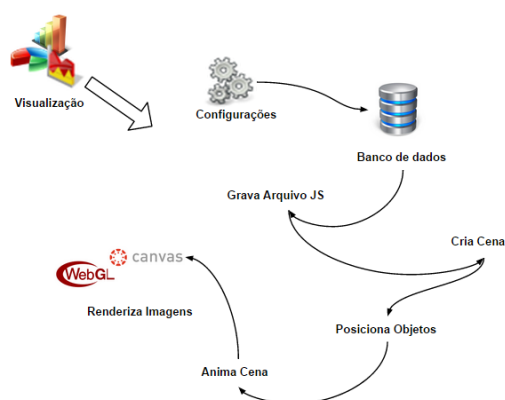 Visualização
Configurações
Banco de dados
Grava Arquivo JS
Cria Cena
canvas
WebGL
Renderiza Imagens
Posiciona Objetos
Anima Cena